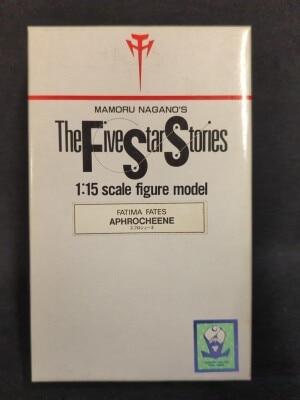 MAMORU NAGANO'S
The Five Star Stories
1:15 scale figure model
FATIMA FATES
APHROCHEENE